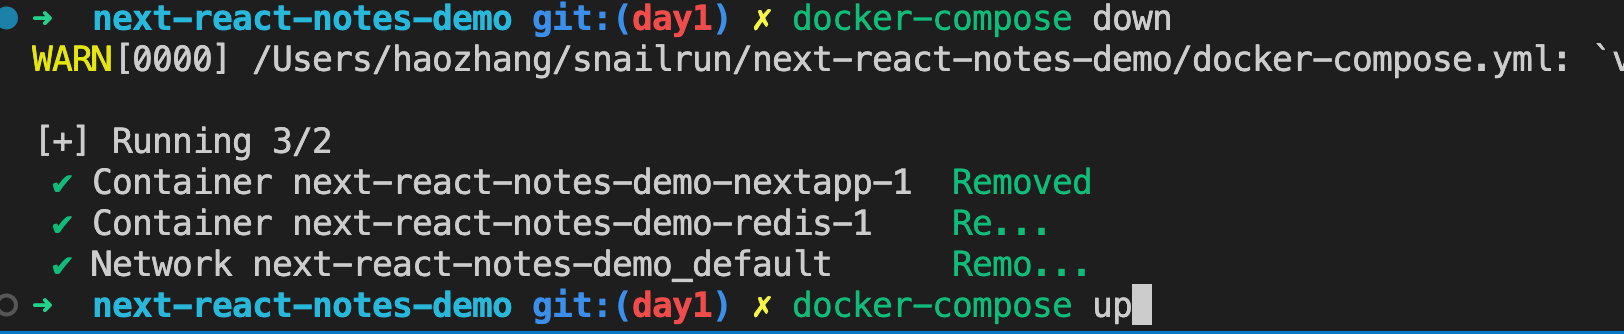 ➜ next-react-notes-demo git:(day1) ✗ docker-compose down
WARN[0000] /Users/haozhang/snailrun/next-react-notes-demo/docker-compose.yml: `v
[+] Running 3/2
✔ Container next-react-notes-demo-nextapp-1 Removed
✔ Container next-react-notes-demo-redis-1 Re...
✔ Network next-react-notes-demo_default Remo...
➜ next-react-notes-demo git:(day1) ✗ docker-compose up